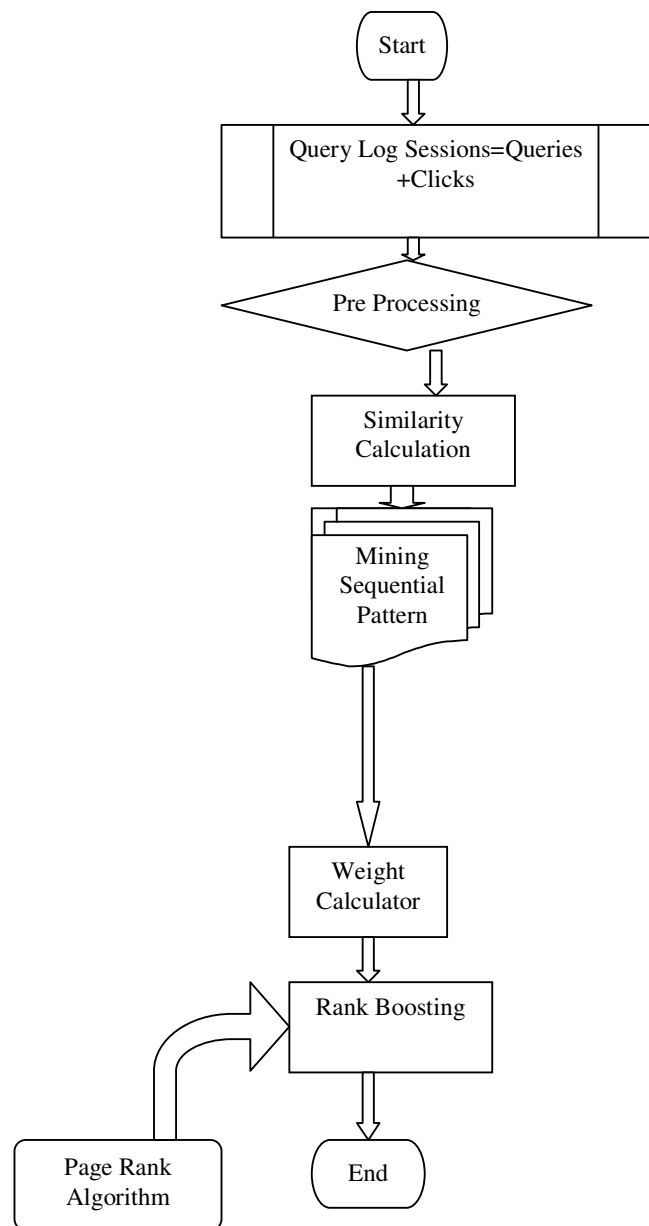 Start
Query Log Sessions=Queries
+Clicks
Pre Processing
Similarity
Calculation
Mining
Sequential
Pattern
Weight
Calculator
Rank Boosting
Page Rank
Algorithm
End